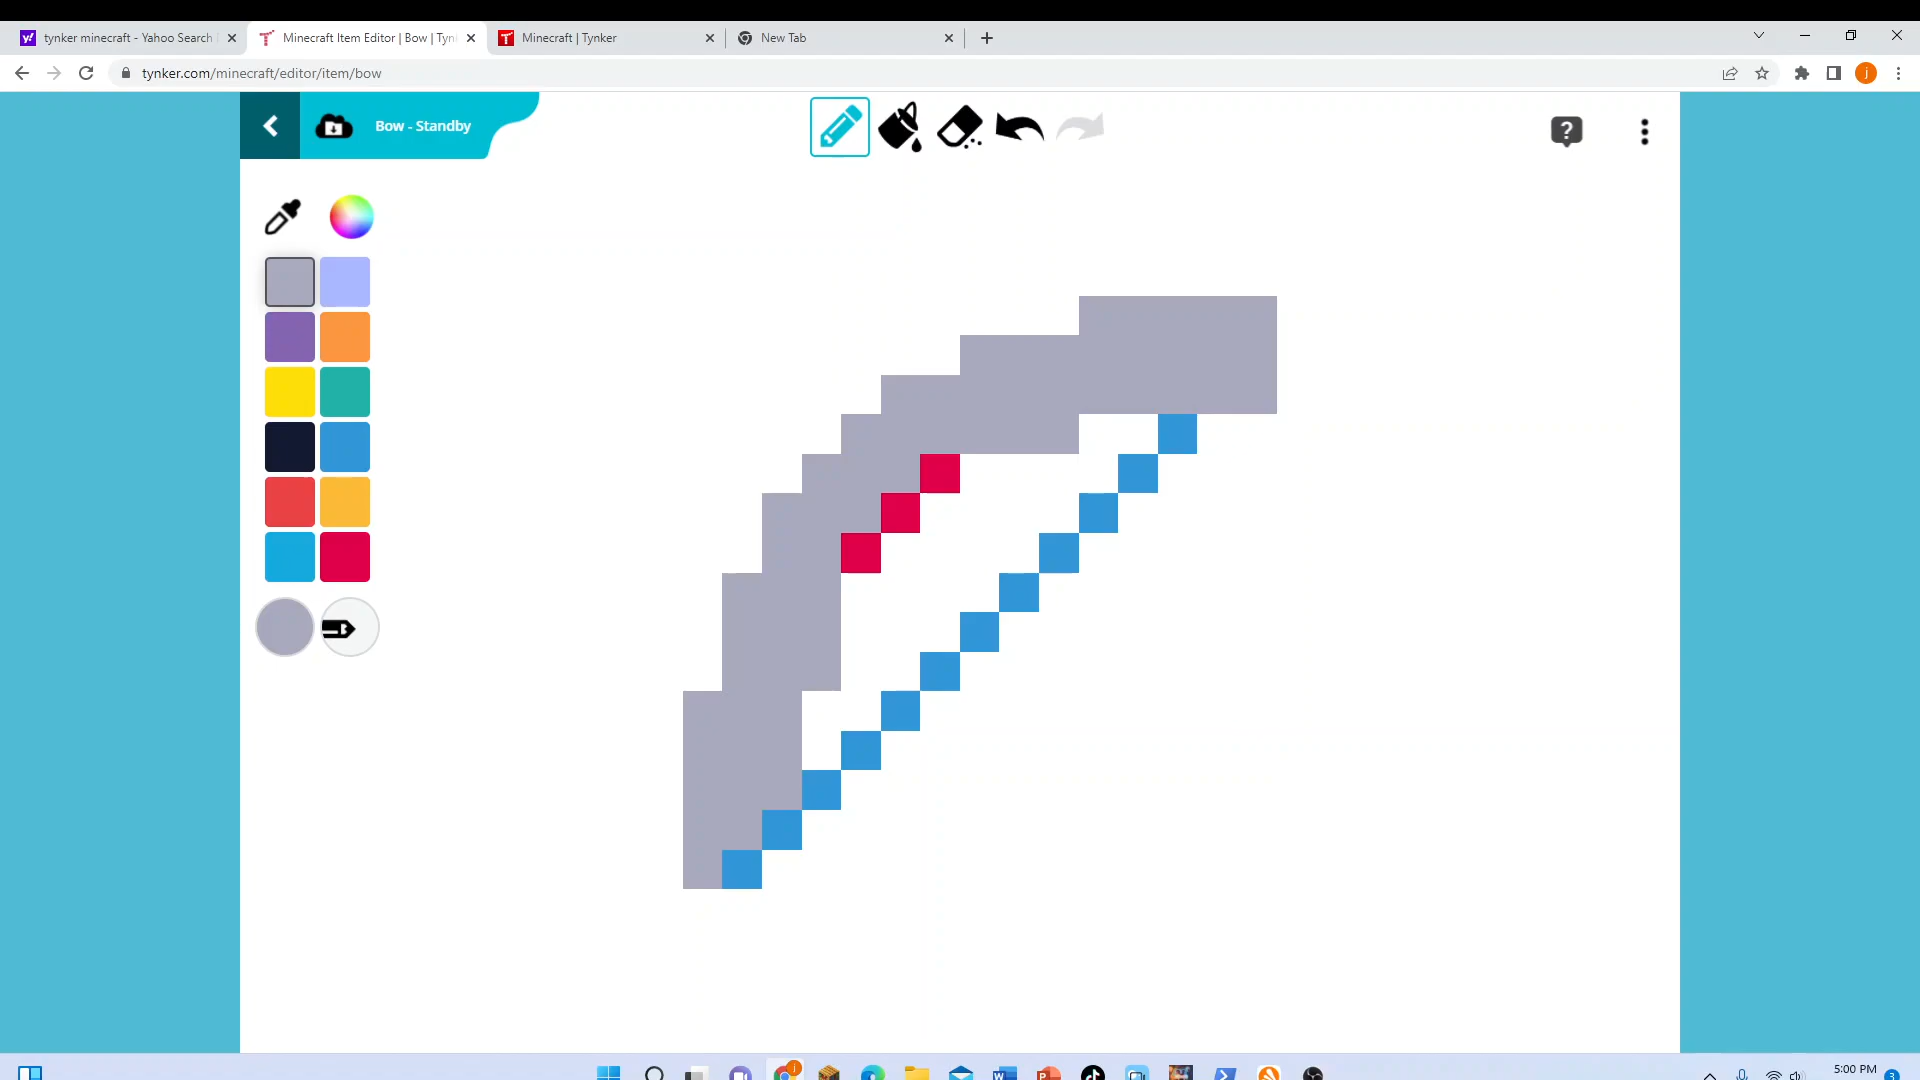 tynker minecraft - Yahoo Search
Minecraft Item Editor | Bow | Tyn
Minecraft | Tynker
New Tab
tynker.com/minecraft/editor/item/bow
j
Bow - Standby
?
5:00 PM
3